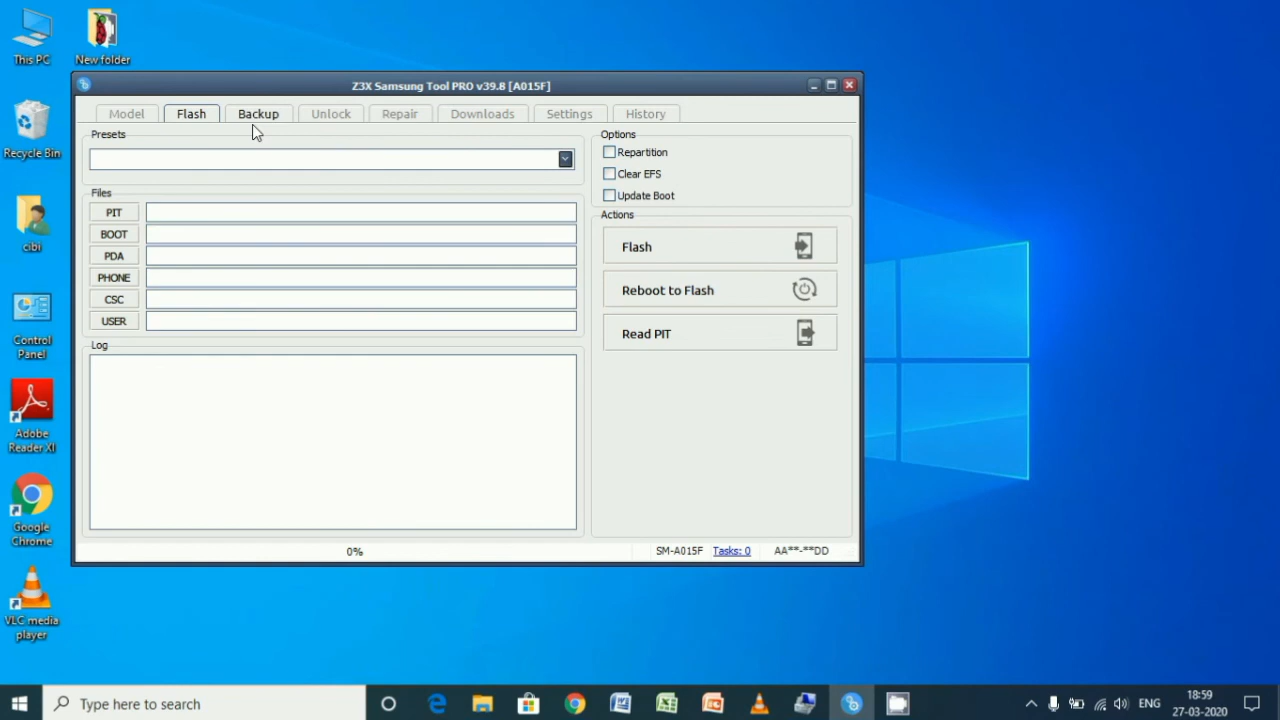 This PC
New folder
Recycle Bin
cibi
Control
Panel
Adobe
Reader XI
Google
Chrome
VLC media
player
Z3X Samsung Tool PRO v39.8 [A015F]
Model Flash Backup Unlock Repair Downloads Settings History
Presets
Files
PIT
BOOT
PDA
PHONE
CSC
USER
Log
Options
Repartition
Clear EFS
Update Boot
Actions
Flash
Reboot to Flash
Read PIT
0% SM-A015F Tasks: 0 AA**-**DD
Type here to search
ENG
18:59
27-03-2020